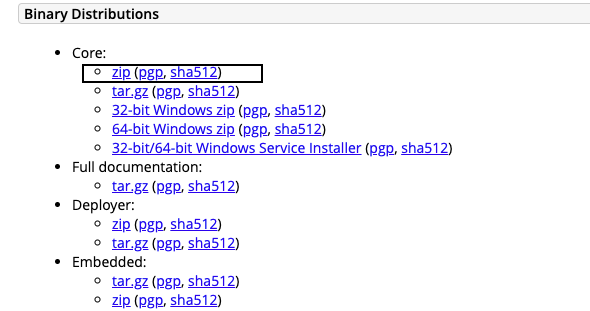 Binary Distributions
Core:
zip (pgp, sha512)
tar.gz (pgp, sha512)
32-bit Windows zip (pgp, sha512)
64-bit Windows zip (pgp, sha512)
32-bit/64-bit Windows Service Installer (pgp, sha512)
Full documentation:
tar.gz (pgp, sha512)
Deployer:
zip (pgp, sha512)
tar.gz (pgp, sha512)
Embedded:
tar.gz (pgp, sha512)
zip (pgp, sha512)